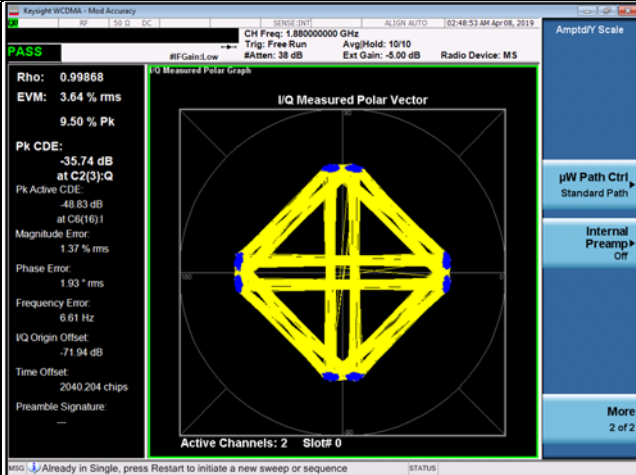 Keysight WCDMA - Mod Accuracy
RF 50 Ω DC SENSE:INT ALIGN AUTO 02:48:53 AM Apr 08, 2019
CH Freq: 1.880000000 GHz
Trig: Free Run Avg|Hold: 10/10
PASS #IFGain:Low #Atten: 38 dB Ext Gain: -5.00 dB Radio Device: MS
Amptd/Y Scale
I/Q Measured Polar Graph
Rho: 0.99868
EVM: 3.64 % rms
9.50 % Pk
Pk CDE:
-35.74 dB
at C2(3):Q
Pk Active CDE:
-48.83 dB
at C6(16):I
Magnitude Error:
1.37 % rms
Phase Error:
1.93 ° rms
Frequency Error:
6.61 Hz
I/Q Origin Offset:
-71.94 dB
Time Offset:
2040.204 chips
Preamble Signature:
---
I/Q Measured Polar Vector
90
180
0
-90
Active Channels: 2 Slot# 0
µW Path Ctrl
Standard Path
Internal
Preamp
Off
More
2 of 2
MSG Already in Single, press Restart to initiate a new sweep or sequence STATUS